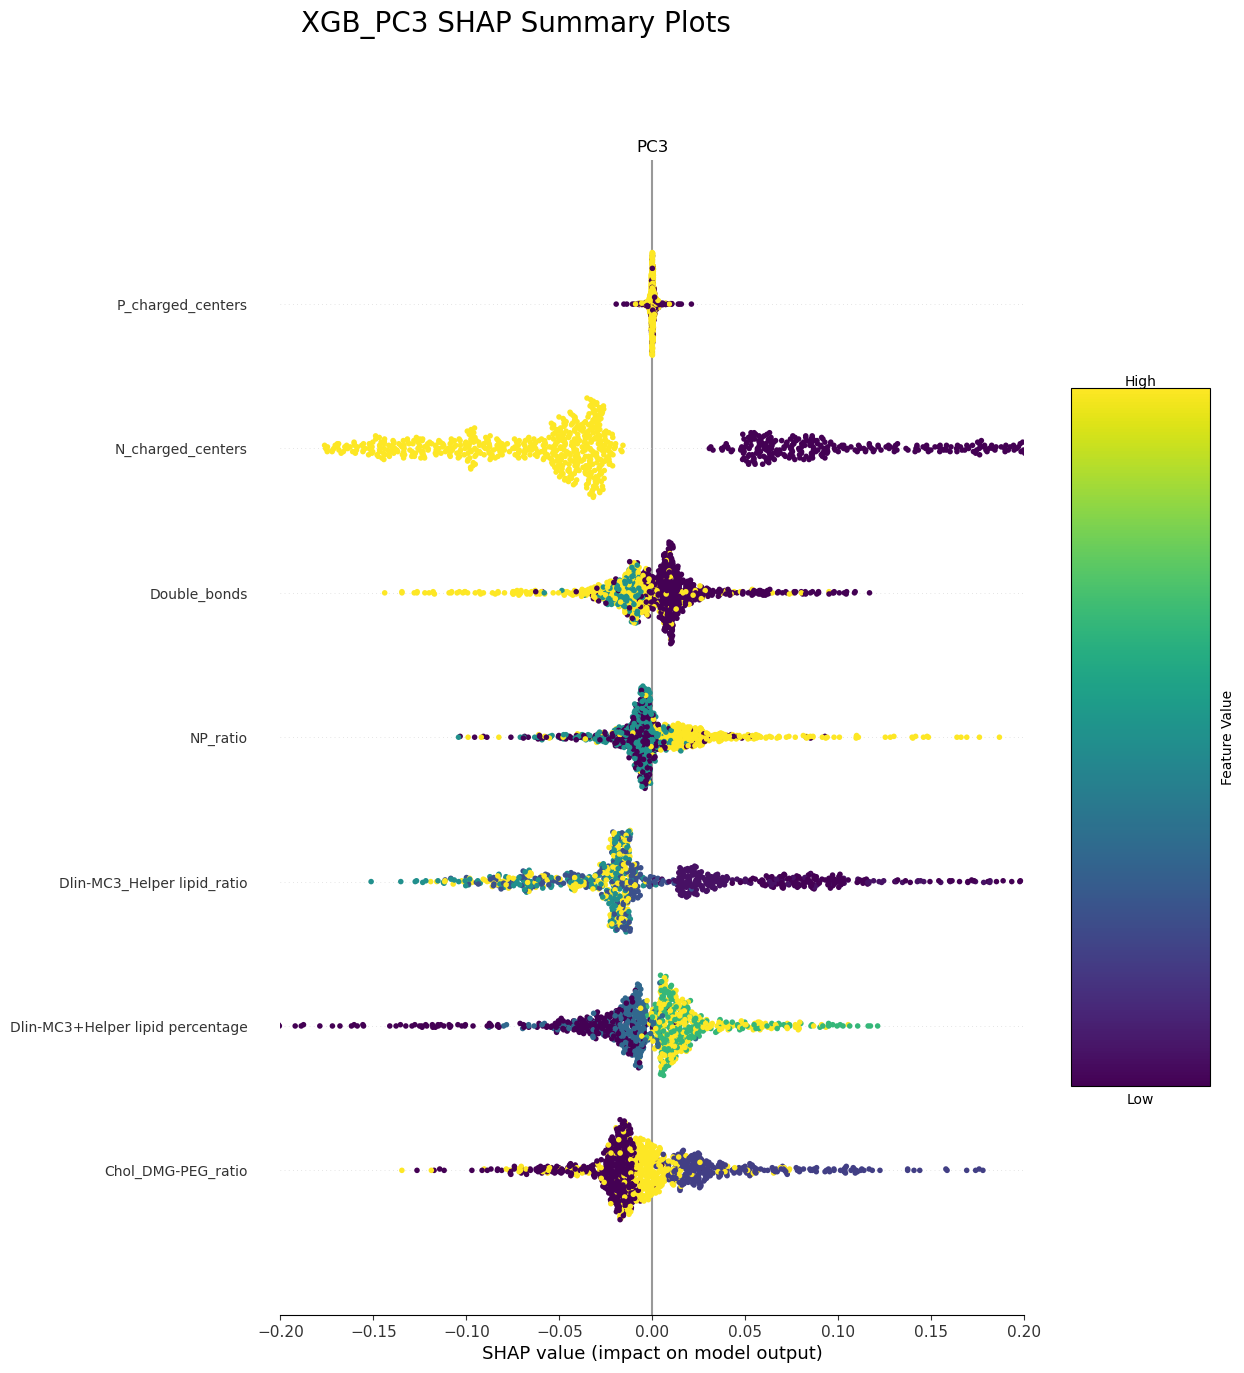 XGB_PC3 SHAP Summary Plots
PC3
P_charged_centers
N_charged_centers
Double_bonds
NP_ratio
Dlin-MC3_Helper lipid_ratio
Dlin-MC3+Helper lipid percentage
Chol_DMG-PEG_ratio
High
Feature Value
Low
−0.20 −0.15 −0.10 −0.05 0.00 0.05 0.10 0.15 0.20
SHAP value (impact on model output)